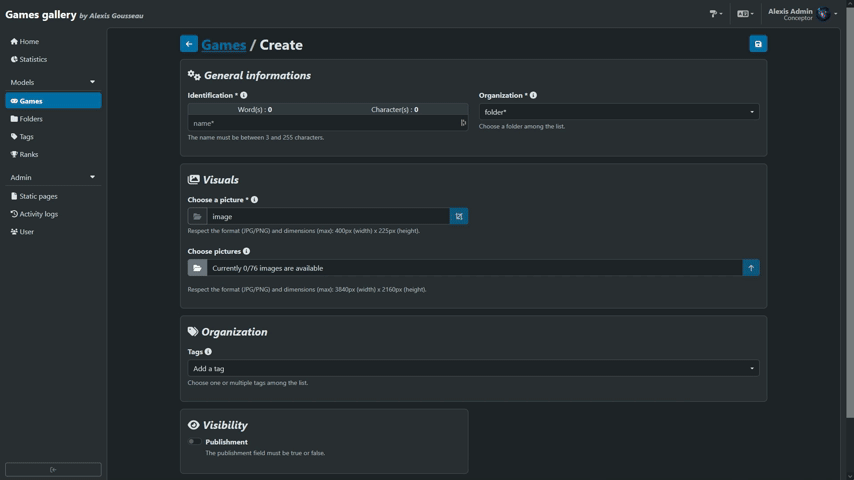 Games gallery by Alexis Gousseau
Alexis Admin
Conceptor
Home
Statistics
Models
Games
Folders
Tags
Ranks
Admin
Static pages
Activity logs
User
Games / Create
General informations
Identification *
Word(s) : 0
Character(s) : 0
name*
The name must be between 3 and 255 characters.
Organization *
folder*
Choose a folder among the list.
Visuals
Choose a picture *
image
Respect the format (JPG/PNG) and dimensions (max): 400px (width) x 225px (height).
Choose pictures
Currently 0/76 images are available
Respect the format (JPG/PNG) and dimensions (max): 3840px (width) x 2160px (height).
Organization
Tags
Add a tag
Choose one or multiple tags among the list.
Visibility
Publishment
The publishment field must be true or false.